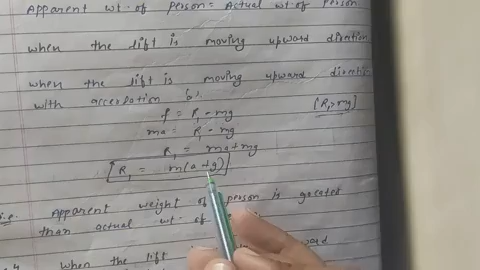 Apparent wt. of person = Actual wt. of Person
when the lift is moving upward direction
when the lift is moving upward direction
with accerdation
f = R₁ - mg [R₁>mg]
ma = R₁ - mg
R₁ = ma + mg
[R₁ = m(a+g)]
i.e. Apparent weight of person is greater
than actual wt. of
when the lift